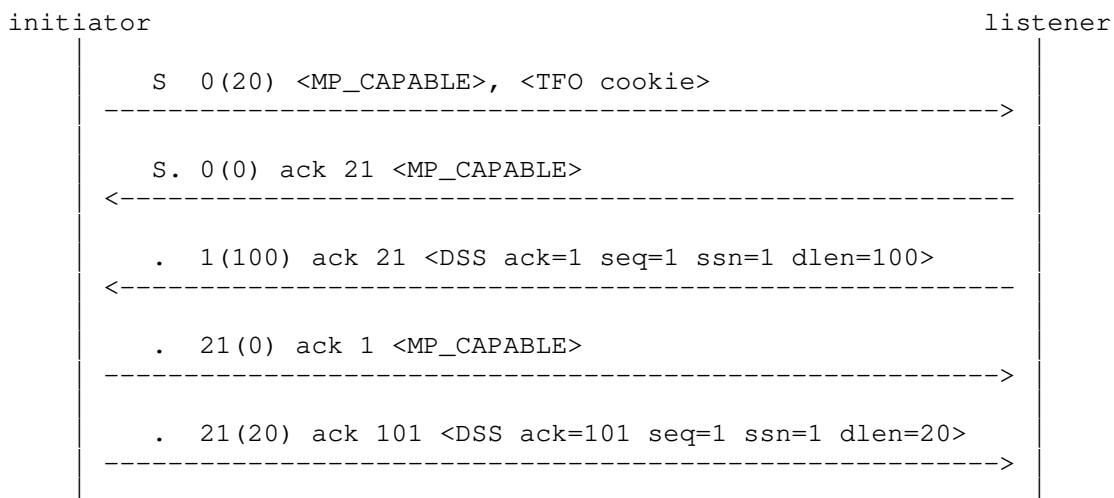 initiator listener
S 0(20) <MP_CAPABLE>, <TFO cookie>
S. 0(0) ack 21 <MP_CAPABLE>
. 1(100) ack 21 <DSS ack=1 seq=1 ssn=1 dlen=100>
. 21(0) ack 1 <MP_CAPABLE>
. 21(20) ack 101 <DSS ack=101 seq=1 ssn=1 dlen=20>